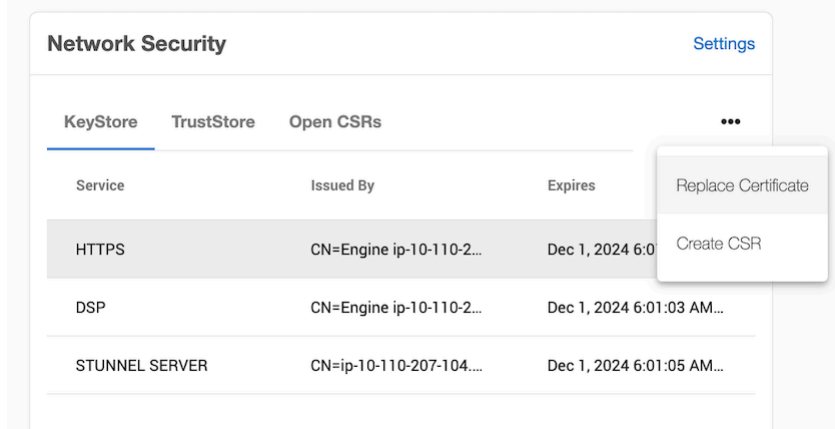 Network Security Settings
KeyStore TrustStore Open CSRs •••
Service Issued By Expires Replace Certificate
HTTPS CN=Engine ip-10-110-2... Dec 1, 2024 6:0 Create CSR
DSP CN=Engine ip-10-110-2... Dec 1, 2024 6:01:03 AM...
STUNNEL SERVER CN=ip-10-110-207-104.... Dec 1, 2024 6:01:05 AM...